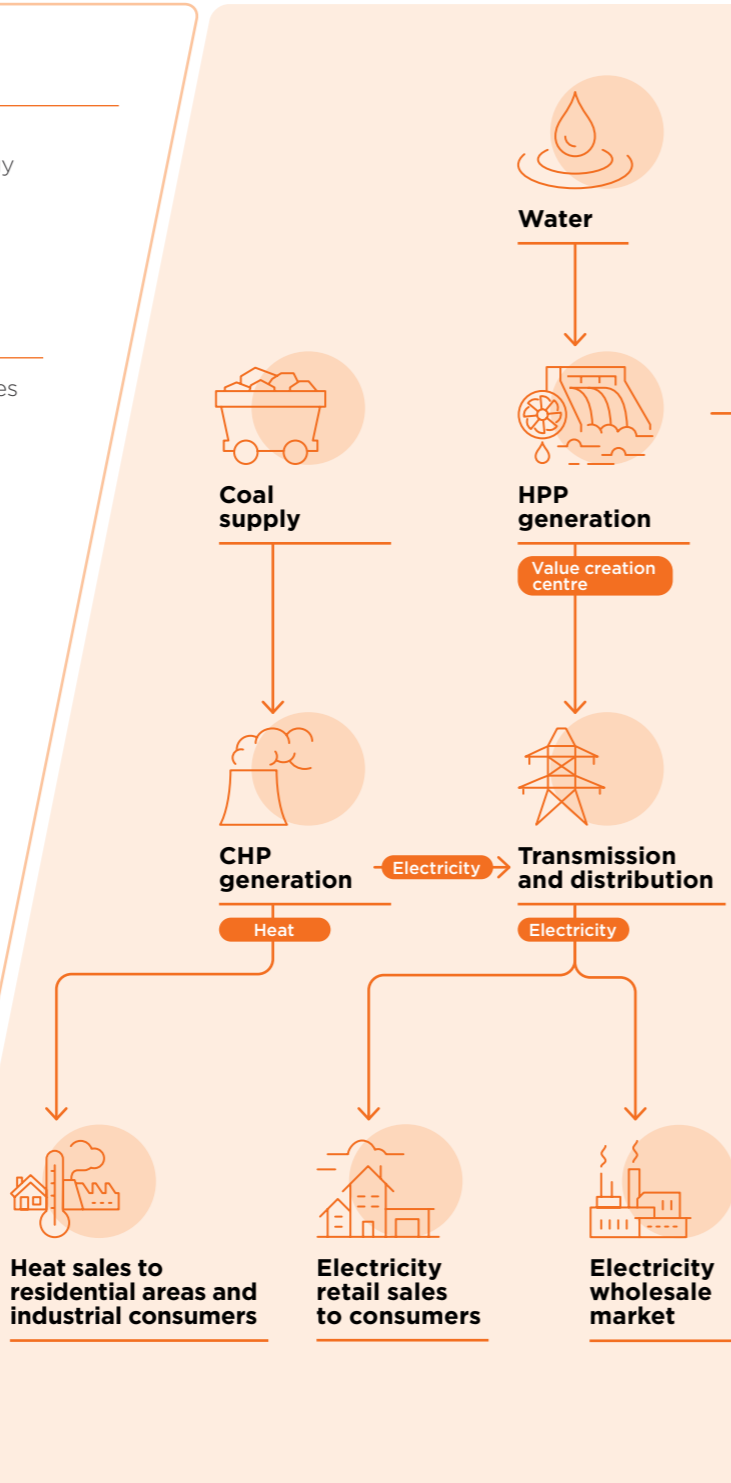 Water
Coal
supply
HPP
generation
Value creation
centre
CHP
generation
Electricity
Transmission
and distribution
Heat
Electricity
Heat sales to
residential areas and
industrial consumers
Electricity
retail sales
to consumers
Electricity
wholesale
market